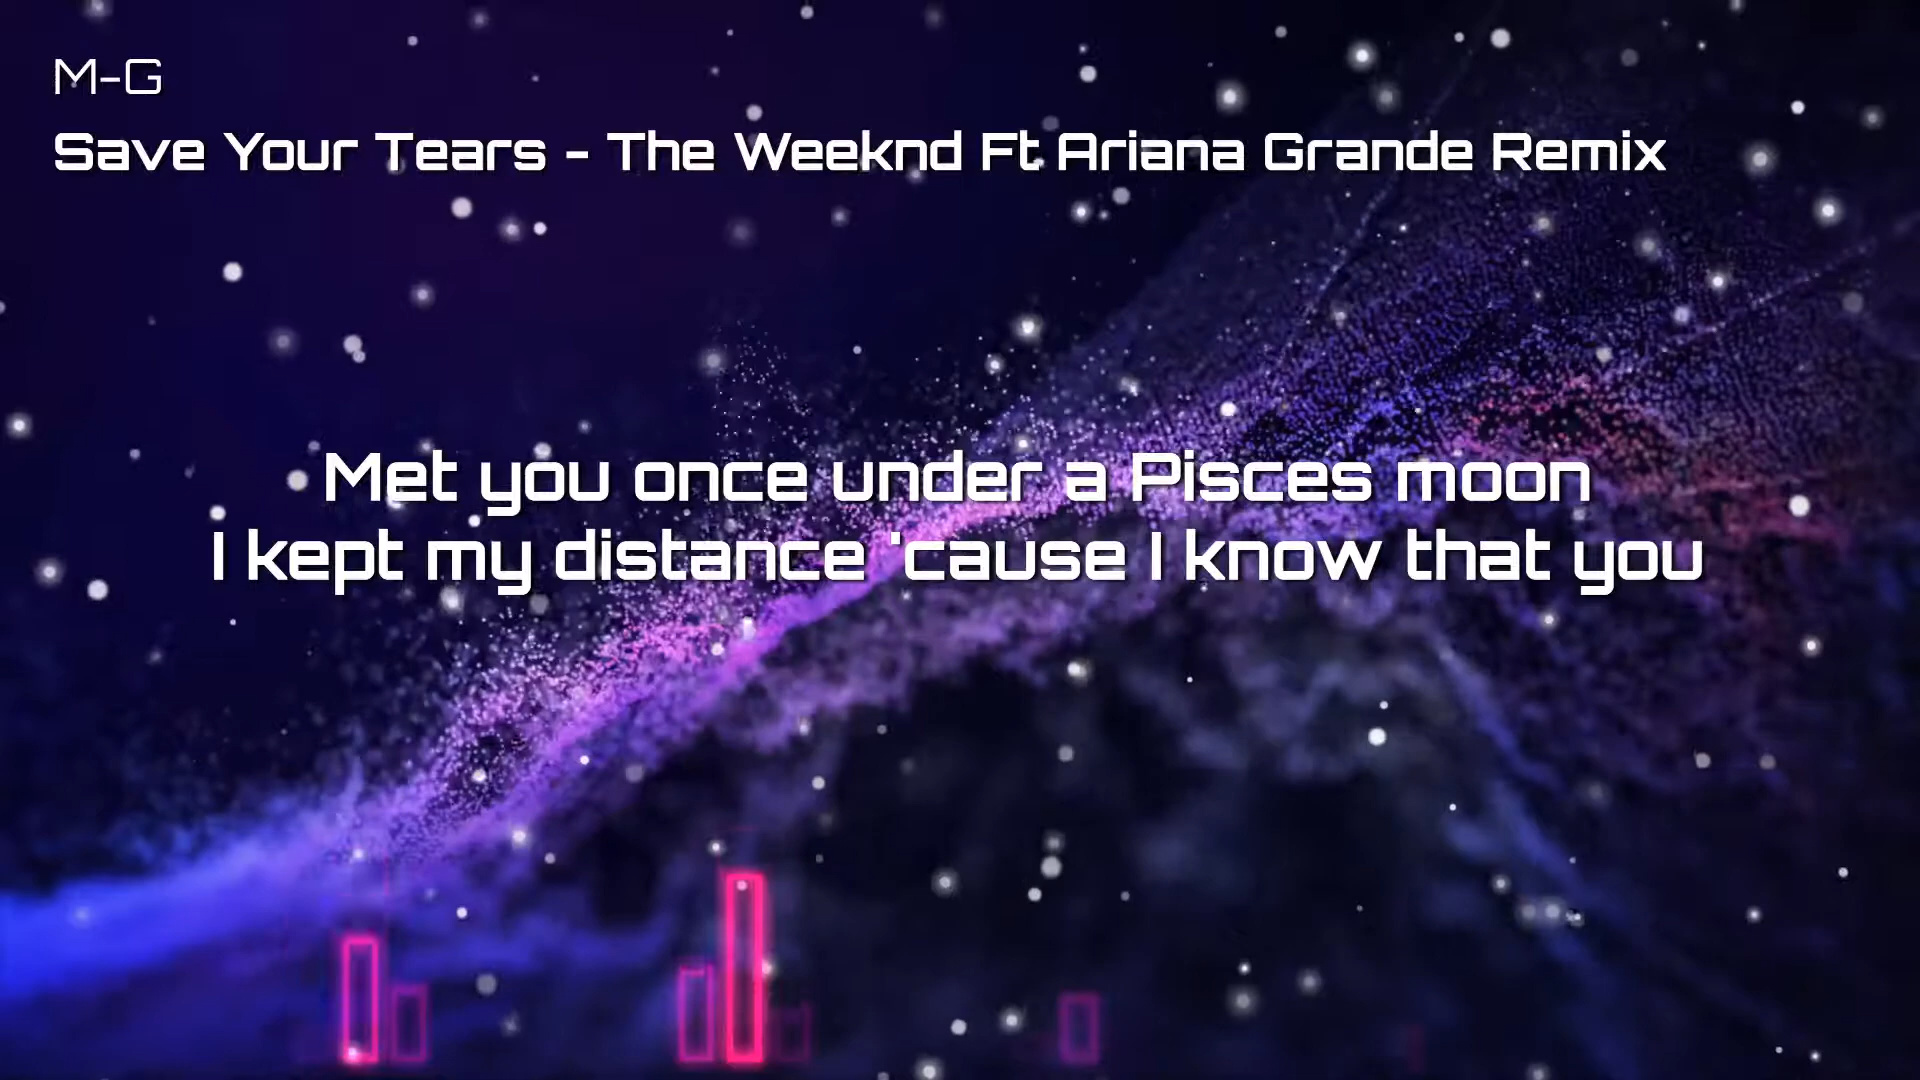 M-G
Save Your Tears - The Weeknd Ft Ariana Grande Remix
Met you once under a Pisces moon
I kept my distance 'cause I know that you